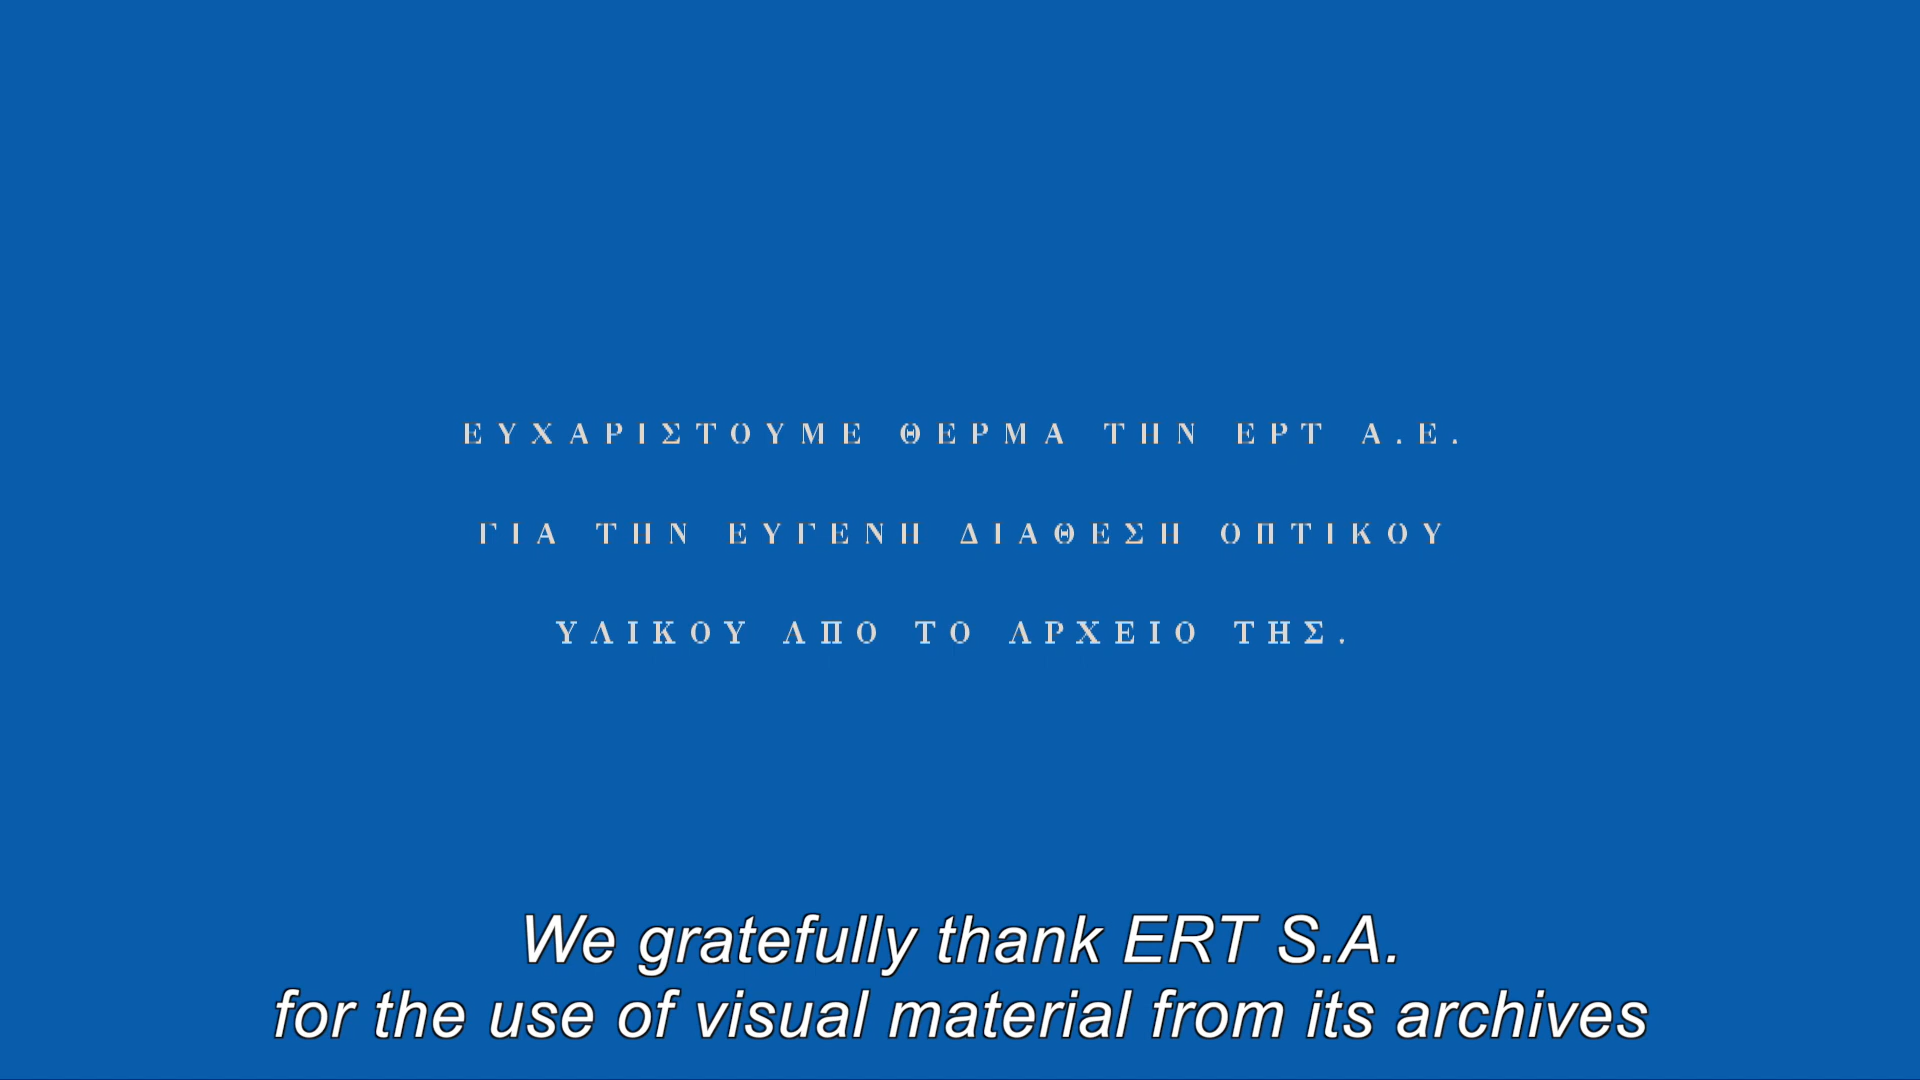 ΕΥΧΑΡΙΣΤΟΥΜΕ ΘΕΡΜΑ ΤΗΝ ΕΡΤ Α.Ε.
ΓΙΑ ΤΗΝ ΕΥΓΕΝΗ ΔΙΑΘΕΣΗ ΟΠΤΙΚΟΥ
ΥΛΙΚΟΥ ΑΠΟ ΤΟ ΑΡΧΕΙΟ ΤΗΣ.
We gratefully thank ERT S.A.
for the use of visual material from its archives